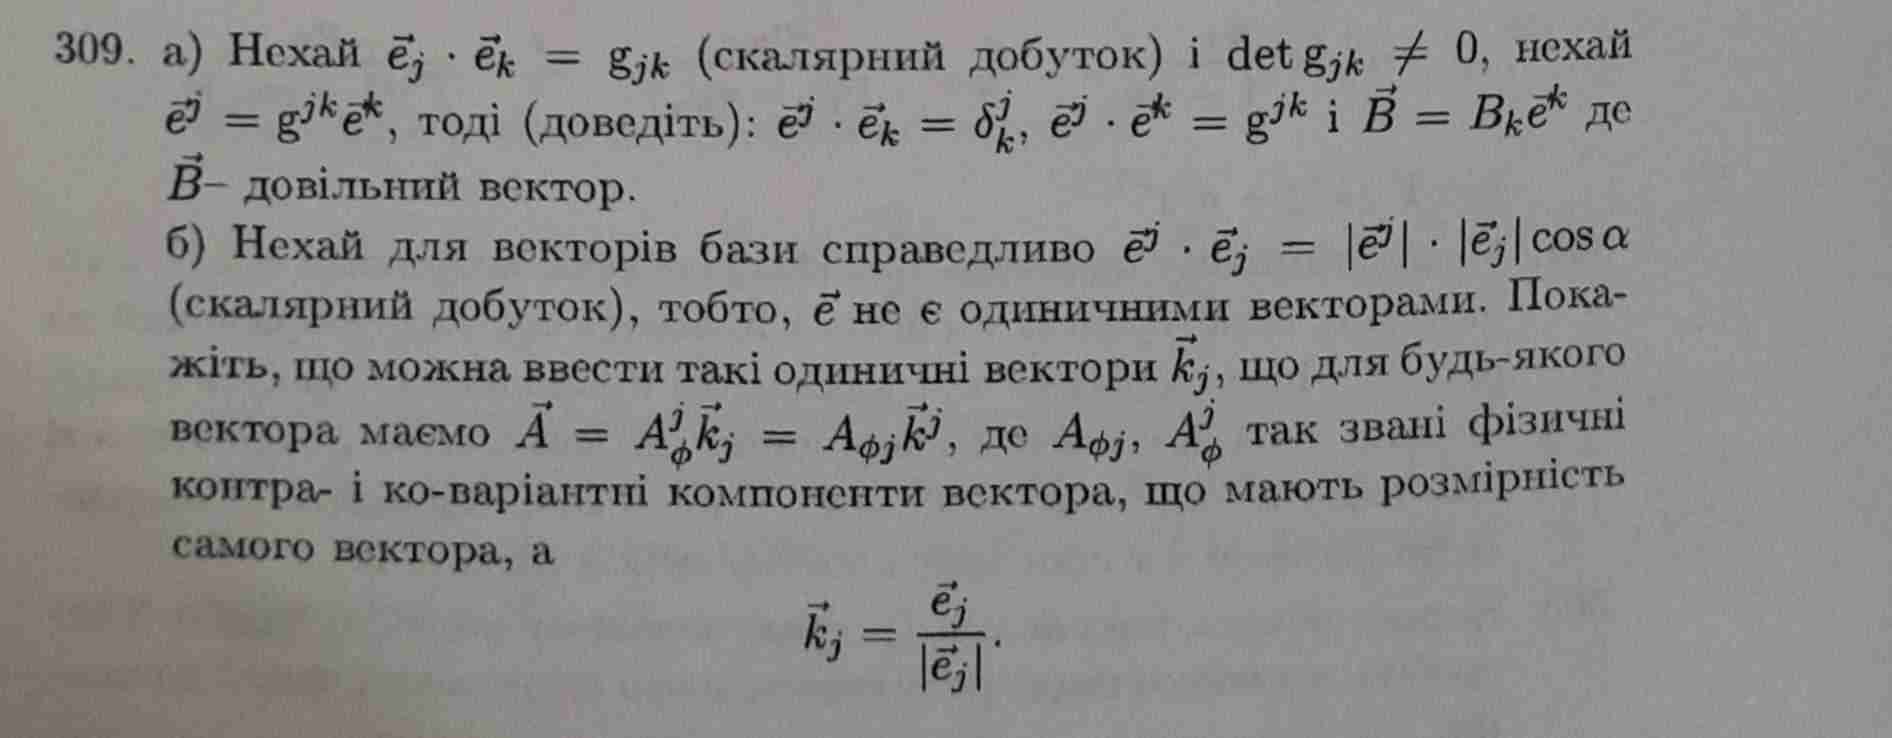 309. а) Нехай $\vec{e}_j \cdot \vec{e}_k = g_{jk}$ (скалярний добуток) і $\det g_{jk} \neq 0$, нехай
$\vec{e}^j = g^{jk}\vec{e}^k$, тоді (доведіть): $\vec{e}^j \cdot \vec{e}_k = \delta^j_k$, $\vec{e}^j \cdot \vec{e}^k = g^{jk}$ і $\vec{B} = B_k\vec{e}^k$ де
$\vec{B}$– довільний вектор.
б) Нехай для векторів бази справедливо $\vec{e}^j \cdot \vec{e}_j = |\vec{e}^j| \cdot |\vec{e}_j| \cos \alpha$
(скалярний добуток), тобто, $\vec{e}$ не є одиничними векторами. Пока-
жіть, що можна ввести такі одиничні вектори $\vec{k}_j$, що для будь-якого
вектора маємо $\vec{A} = A^j_\phi \vec{k}_j = A_{\phi j}\vec{k}^j$, де $A_{\phi j}$, $A^j_\phi$ так звані фізичні
контра- і ко-варіантні компоненти вектора, що мають розмірність
самого вектора, а
$\vec{k}_j = \frac{\vec{e}_j}{|\vec{e}_j|}.$